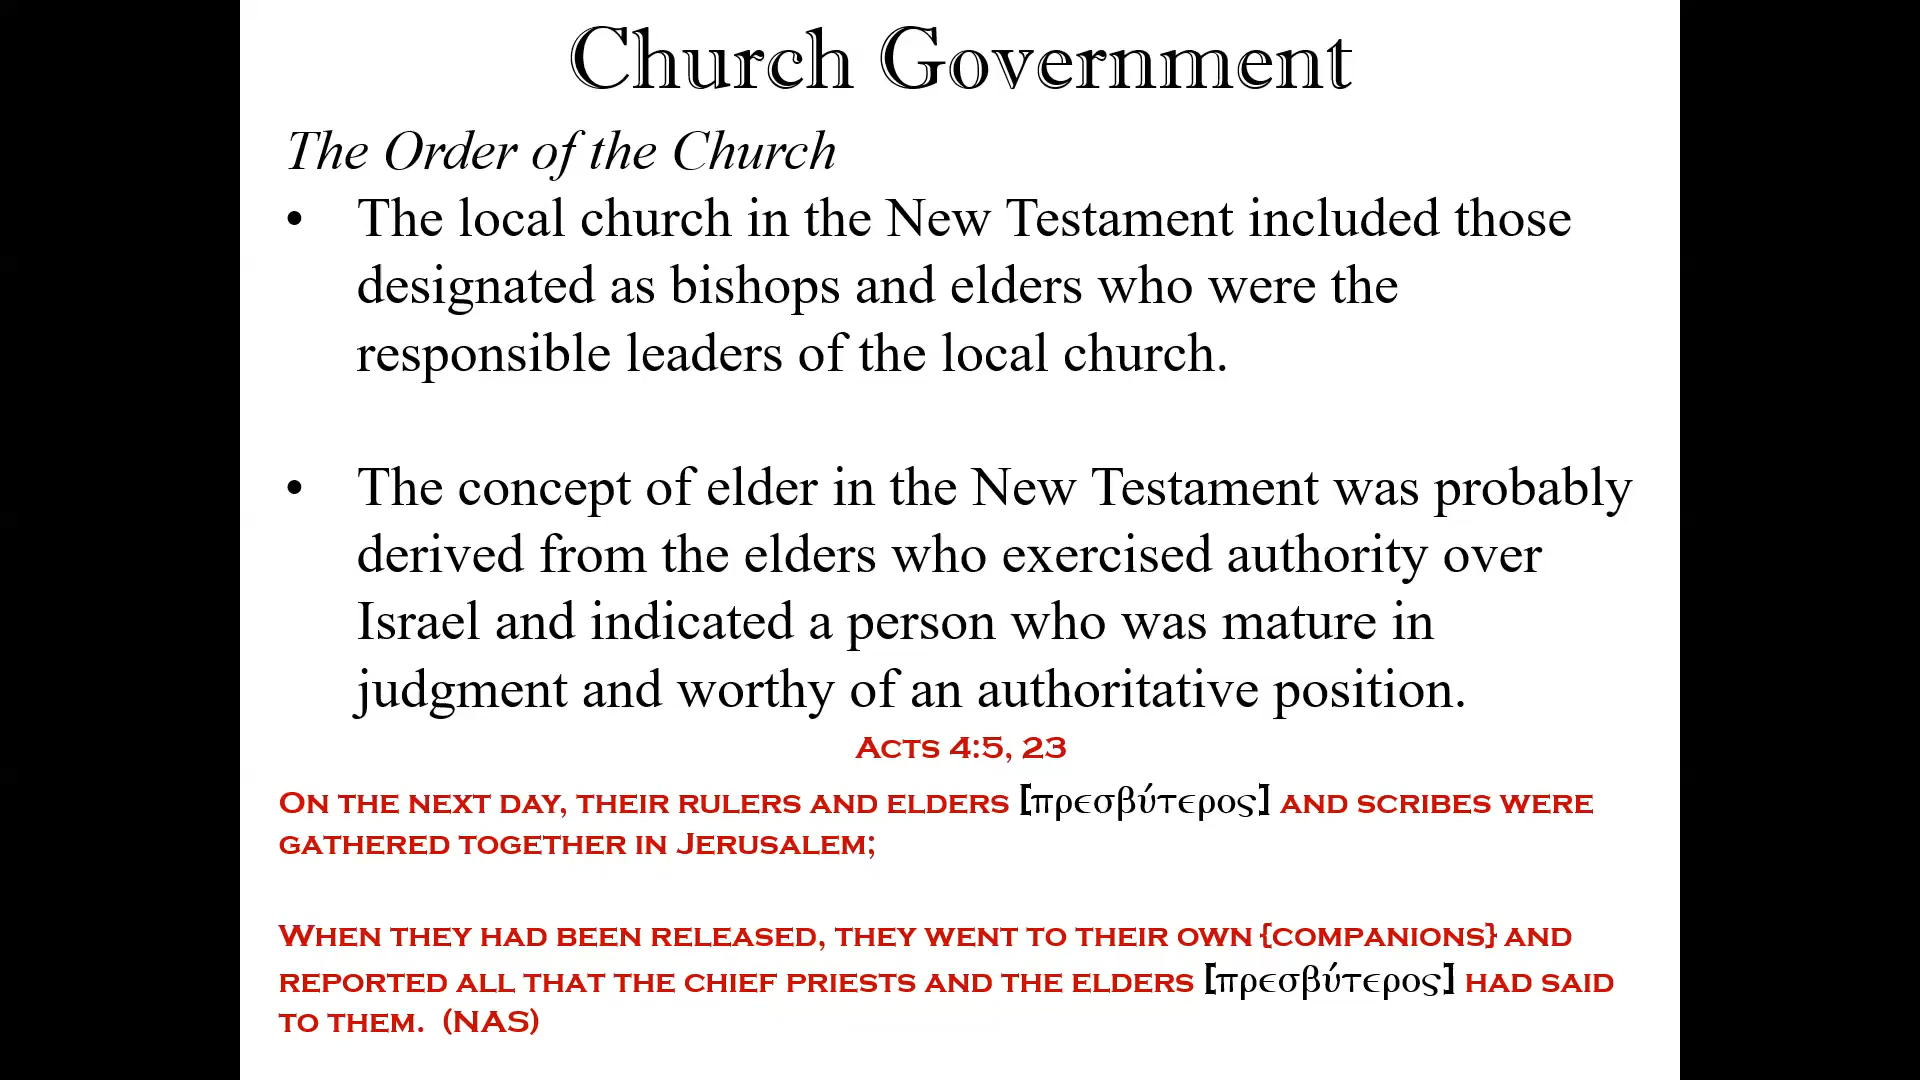 Church Government
The Order of the Church
• The local church in the New Testament included those
designated as bishops and elders who were the
responsible leaders of the local church.
• The concept of elder in the New Testament was probably
derived from the elders who exercised authority over
Israel and indicated a person who was mature in
judgment and worthy of an authoritative position.
Acts 4:5, 23
On the next day, their rulers and elders [πρεσβύτερος] and scribes were
gathered together in Jerusalem;
When they had been released, they went to their own {companions} and
reported all that the chief priests and the elders [πρεσβύτερος] had said
to them. (NAS)